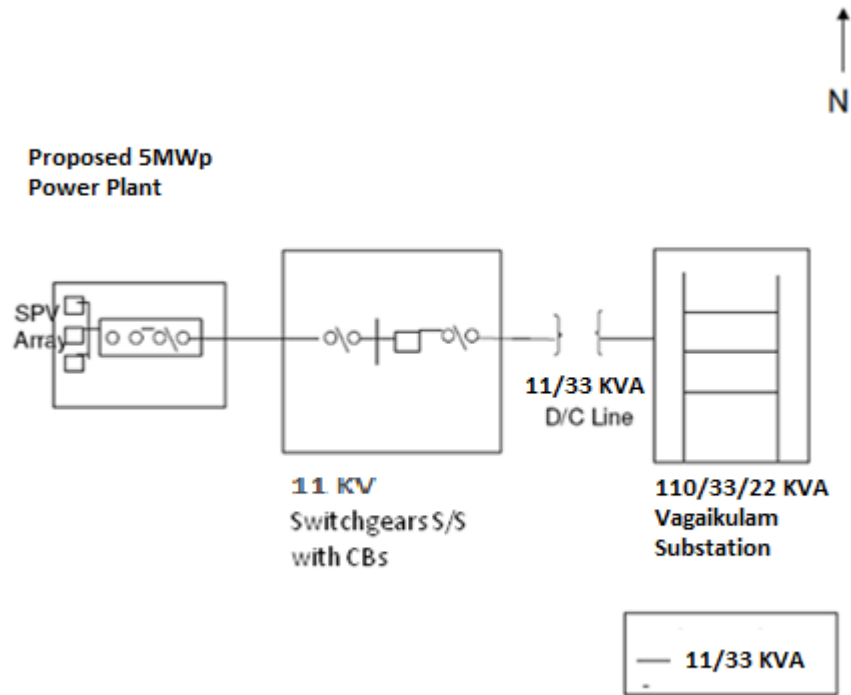 N
Proposed 5MWp
Power Plant
SPV
Array
11/33 KVA
D/C Line
11 KV
Switchgears S/S
with CBs
110/33/22 KVA
Vagaikulam
Substation
11/33 KVA